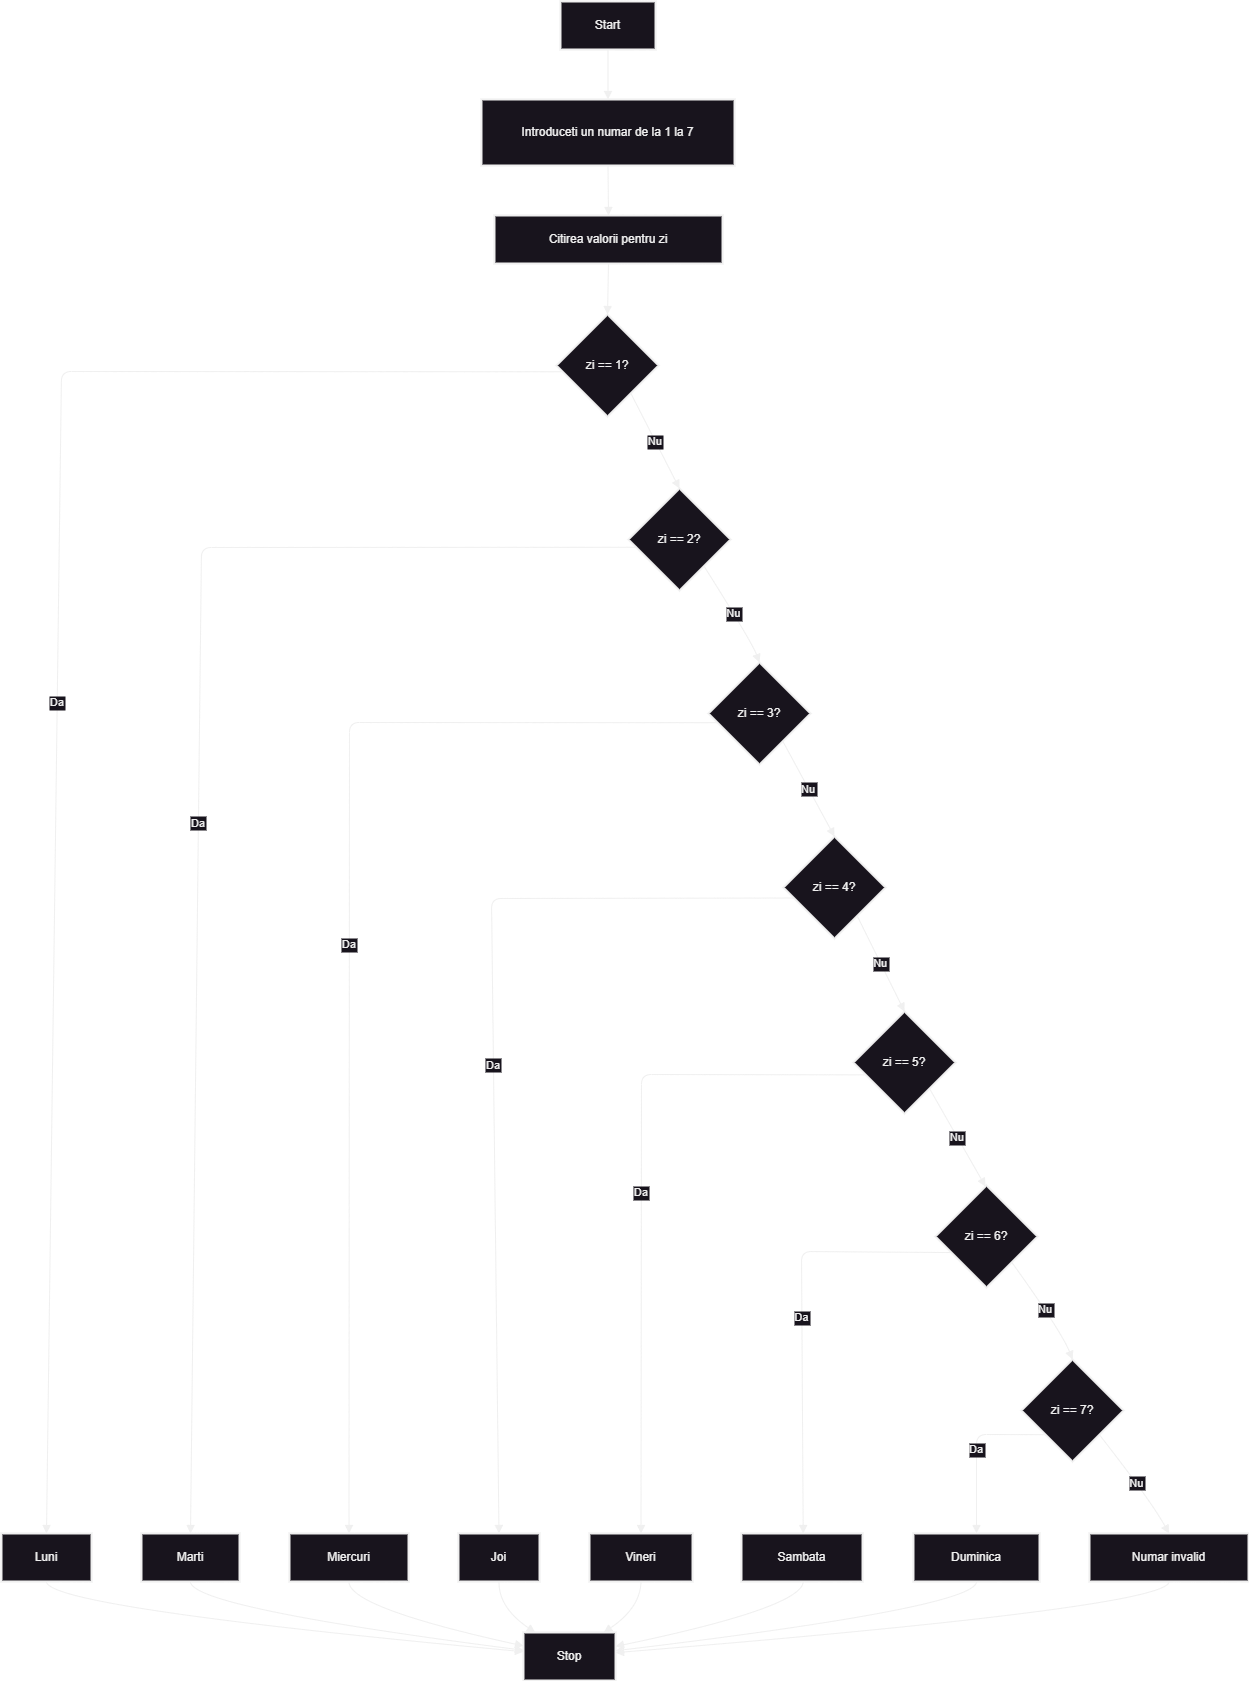 Start
Introduceti un numar de la 1 la 7
Citirea valorii pentru zi
zi == 1?
Nu
zi == 2?
Nu
zi == 3?
Da
Nu
Da
zi == 4?
Da
Nu
zi == 5?
Da
Nu
Da
zi == 6?
Nu
Da
zi == 7?
Da
Nu
Luni
Marti
Miercuri
Joi
Vineri
Sambata
Duminica
Numar invalid
Stop